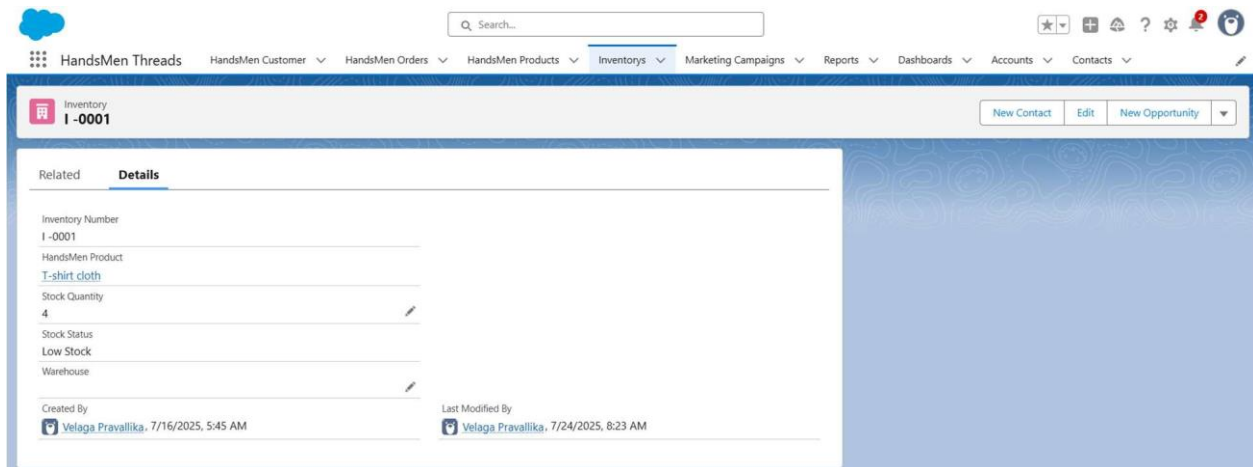 Search...
2
HandsMen Threads HandsMen Customer HandsMen Orders HandsMen Products Inventorys Marketing Campaigns Reports Dashboards Accounts Contacts
Inventory
I -0001
New Contact Edit New Opportunity
Related Details
Inventory Number
I -0001
HandsMen Product
T-shirt cloth
Stock Quantity
4
Stock Status
Low Stock
Warehouse
Created By Last Modified By
Velaga Pravallika, 7/16/2025, 5:45 AM Velaga Pravallika, 7/24/2025, 8:23 AM